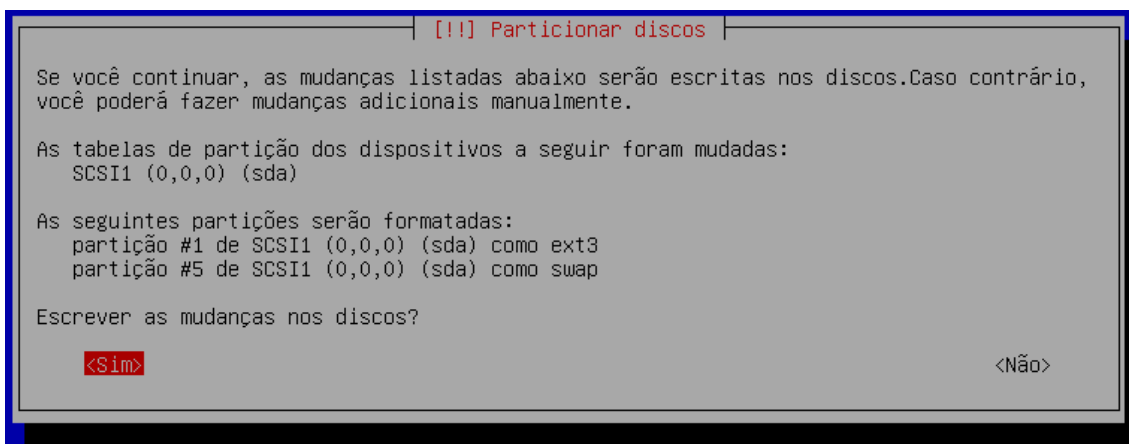 [!!] Particionar discos
Se você continuar, as mudanças listadas abaixo serão escritas nos discos.Caso contrário,
você poderá fazer mudanças adicionais manualmente.
As tabelas de partição dos dispositivos a seguir foram mudadas:
SCSI1 (0,0,0) (sda)
As seguintes partições serão formatadas:
partição #1 de SCSI1 (0,0,0) (sda) como ext3
partição #5 de SCSI1 (0,0,0) (sda) como swap
Escrever as mudanças nos discos?
<Sim> <Não>